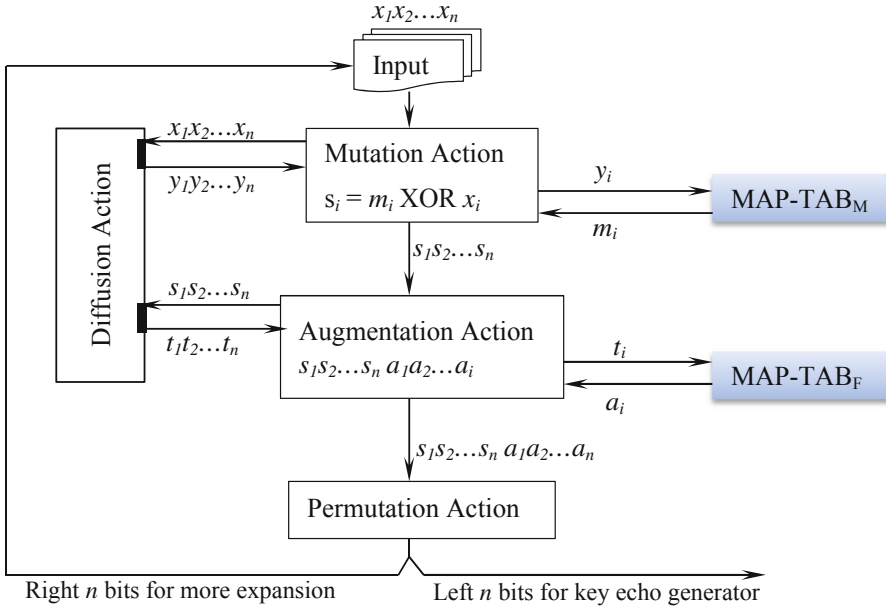 x₁x₂…xₙ
Input
x₁x₂…xₙ
Mutation Action
y₁y₂…yₙ
sᵢ = mᵢ XOR xᵢ
yᵢ
MAP-TABM
mᵢ
Diffusion Action
s₁s₂…sₙ
s₁s₂…sₙ
Augmentation Action
t₁t₂…tₙ
s₁s₂…sₙ a₁a₂…aᵢ
tᵢ
MAP-TABF
aᵢ
s₁s₂…sₙ a₁a₂…aₙ
Permutation Action
Right n bits for more expansion
Left n bits for key echo generator